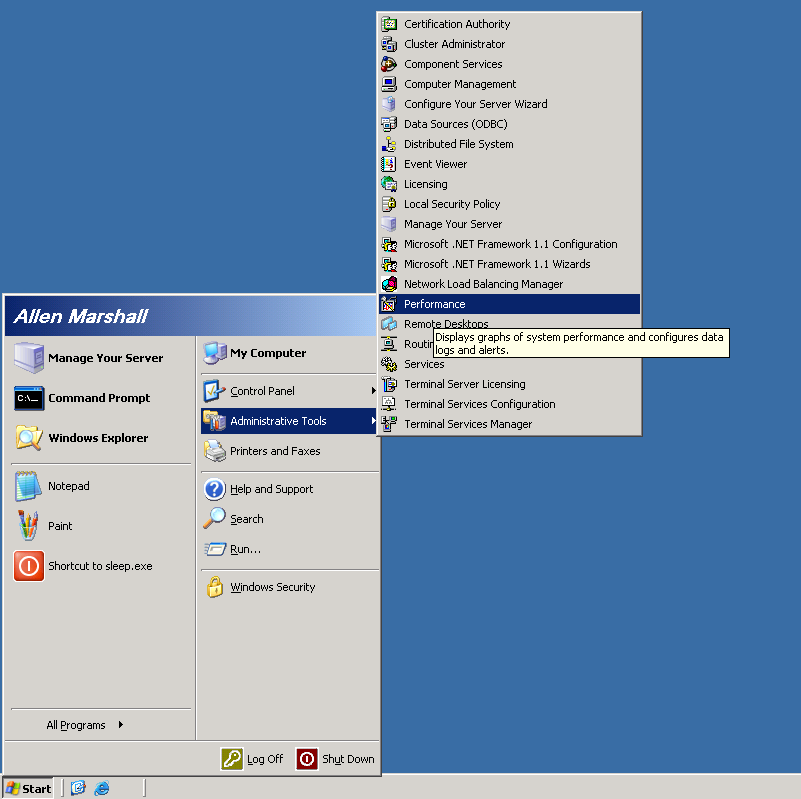 Certification Authority
Cluster Administrator
Component Services
Computer Management
Configure Your Server Wizard
Data Sources (ODBC)
Distributed File System
Event Viewer
Licensing
Local Security Policy
Manage Your Server
Microsoft .NET Framework 1.1 Configuration
Microsoft .NET Framework 1.1 Wizards
Network Load Balancing Manager
Performance
Remote Desktops
Displays graphs of system performance and configures data
logs and alerts.
Services
Terminal Server Licensing
Terminal Services Configuration
Terminal Services Manager
Allen Marshall
Manage Your Server
Command Prompt
Windows Explorer
Notepad
Paint
Shortcut to sleep.exe
All Programs
My Computer
Control Panel
Administrative Tools
Printers and Faxes
Help and Support
Search
Run...
Windows Security
Log Off
Shut Down
Start